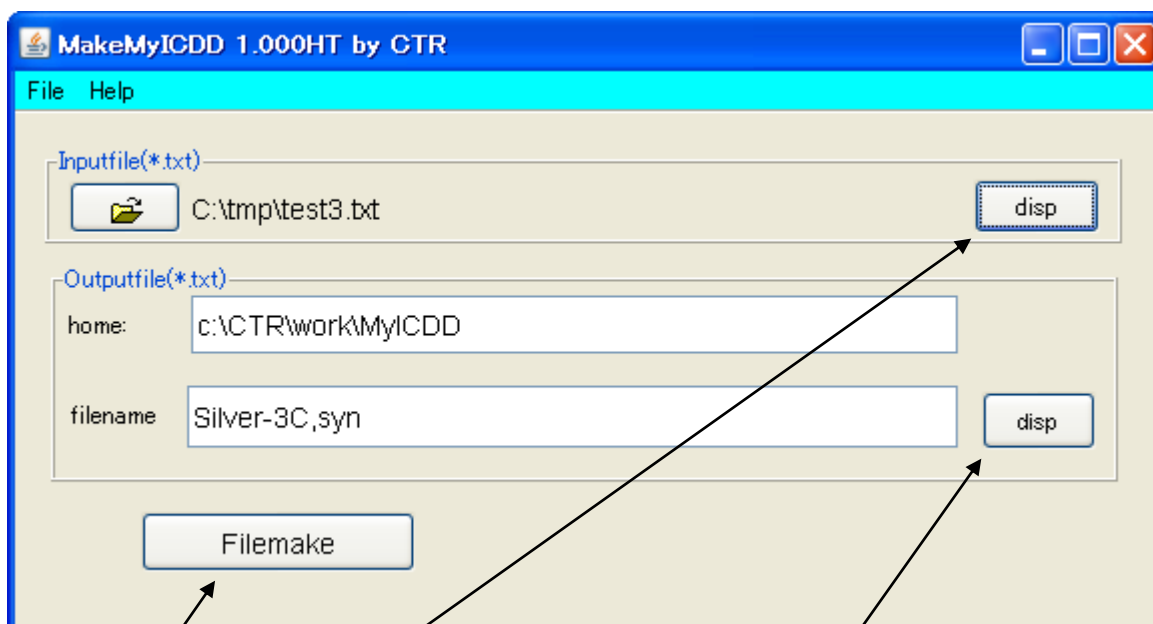 MakeMyICDD 1.000HT by CTR
File Help
Inputfile(*.txt)
C:\tmp\test3.txt disp
Outputfile(*.txt)
home: c:\CTR\work\MyICDD
filename Silver-3C,syn disp
Filemake